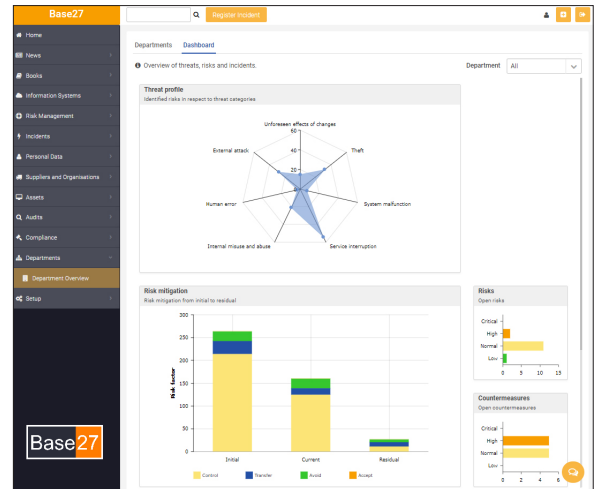 Base27
Register Incident
Home
News
Books
Information Systems
Risk Management
Incidents
Personal Data
Suppliers and Organisations
Assets
Audits
Compliance
Departments
Department Overview
Setup
Base27
Departments Dashboard
Overview of threats, risks and incidents.
Department All
Threat profile
Identified risks in respect to threat categories
Unforeseen effects of changes
60
External attack 40 Theft
20
0
Human error System malfunction
Internal misuse and abuse Service interruption
Risk mitigation
Risk mitigation from initial to residual
300
250
200
150
100
50
0
Risk factor
Initial Current Residual
Control Transfer Avoid Accept
Risks
Open risks
Critical
High
Normal
Low
0 5 10 15
Countermeasures
Open countermeasures
Critical
High
Normal
Low
0 2 4 6